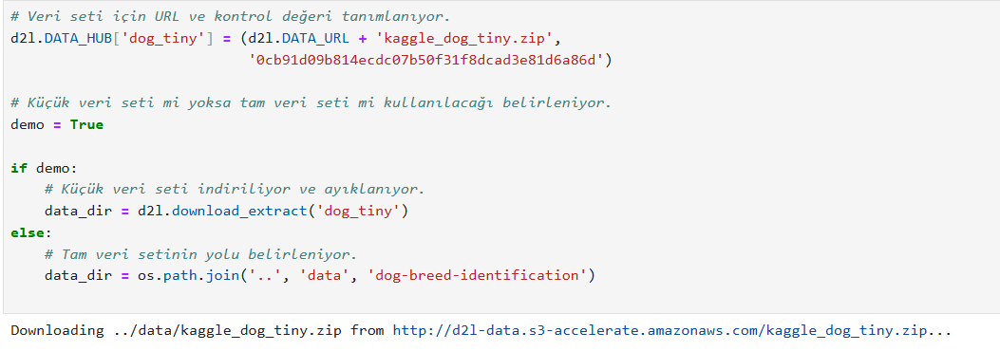 # Veri seti için URL ve kontrol değeri tanımlanıyor.
d2l.DATA_HUB['dog_tiny'] = (d2l.DATA_URL + 'kaggle_dog_tiny.zip',
                            '0cb91d09b814ecdc07b50f31f8dcad3e81d6a86d')
# Küçük veri seti mi yoksa tam veri seti mi kullanılacağı belirleniyor.
demo = True
if demo:
    # Küçük veri seti indiriliyor ve ayıklanıyor.
    data_dir = d2l.download_extract('dog_tiny')
else:
    # Tam veri setinin yolu belirleniyor.
    data_dir = os.path.join('..', 'data', 'dog-breed-identification')
Downloading ../data/kaggle_dog_tiny.zip from http://d2l-data.s3-accelerate.amazonaws.com/kaggle_dog_tiny.zip...